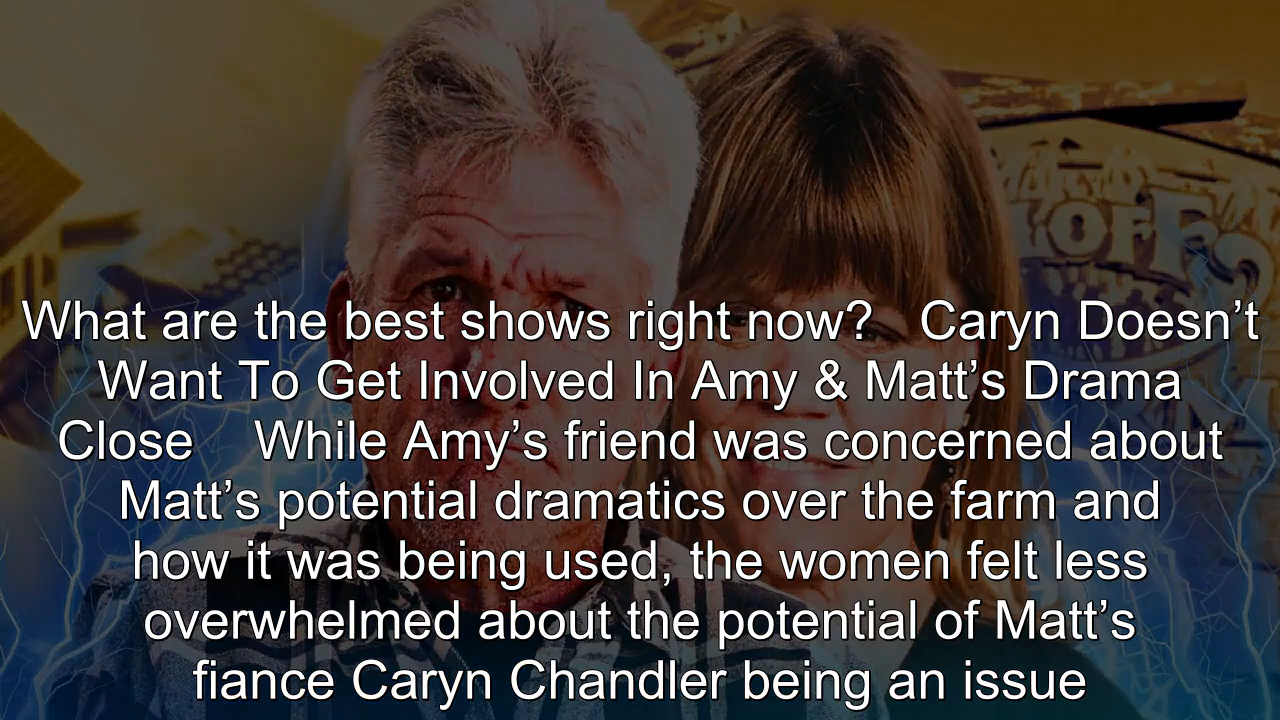 What are the best shows right now?   Caryn Doesn’t
Want To Get Involved In Amy & Matt’s Drama
Close     While Amy’s friend was concerned about
Matt’s potential dramatics over the farm and
how it was being used, the women felt less
overwhelmed about the potential of Matt’s
fiance Caryn Chandler being an issue
OF